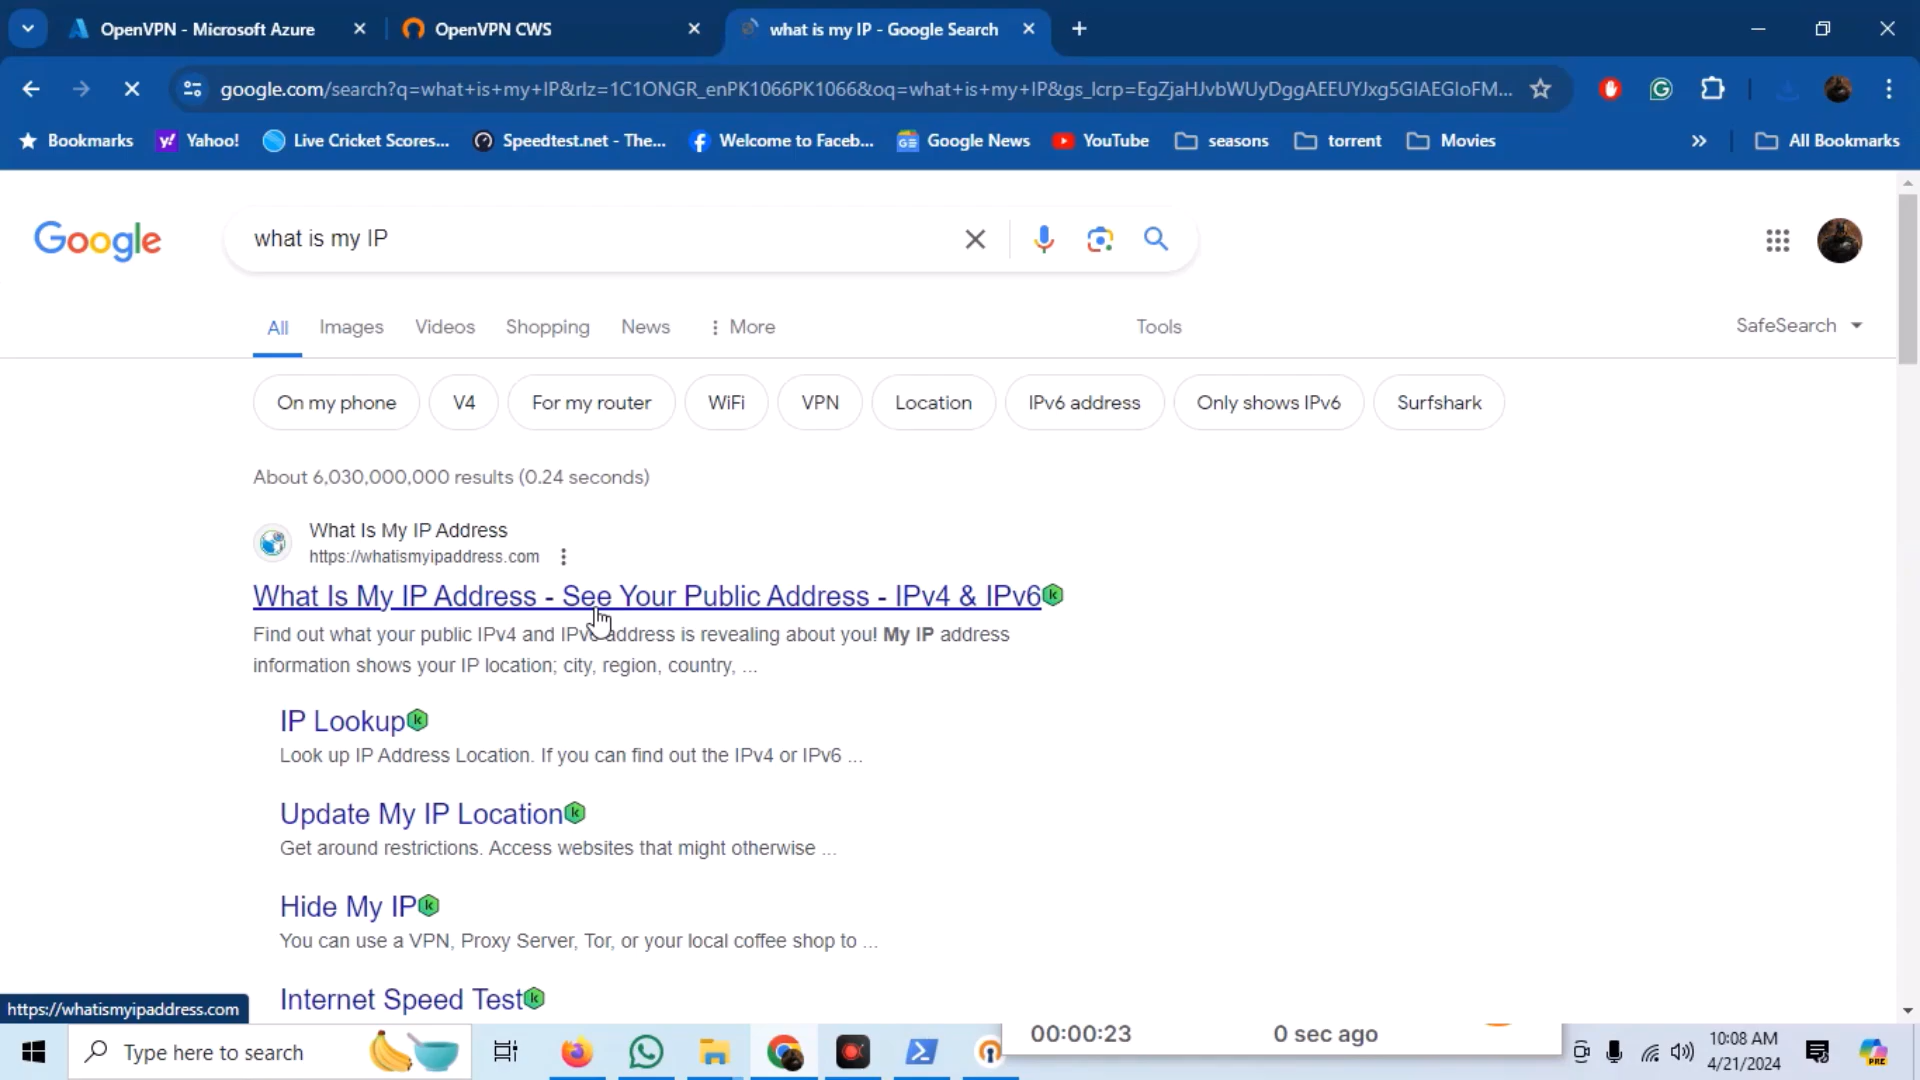 OpenVPN - Microsoft Azure
OpenVPN CWS
what is my IP - Google Search
google.com/search?q=what+is+my+IP&rlz=1C1ONGR_enPK1066PK1066&oq=what+is+my+IP&gs_lcrp=EgZjaHJvbWUyDggAEEUYJxg5GIAEGIoFM...
Bookmarks
Yahoo!
Live Cricket Scores...
Speedtest.net - The...
Welcome to Faceb...
Google News
YouTube
seasons
torrent
Movies
All Bookmarks
Google
what is my IP
All
Images
Videos
Shopping
News
More
Tools
SafeSearch
On my phone
V4
For my router
WiFi
VPN
Location
IPv6 address
Only shows IPv6
Surfshark
About 6,030,000,000 results (0.24 seconds)
What Is My IP Address
https://whatismyipaddress.com
What Is My IP Address - See Your Public Address - IPv4 & IPv6
Find out what your public IPv4 and IPv6 address is revealing about you! My IP address
information shows your IP location; city, region, country, ...
IP Lookup
Look up IP Address Location. If you can find out the IPv4 or IPv6 ...
Update My IP Location
Get around restrictions. Access websites that might otherwise ...
Hide My IP
You can use a VPN, Proxy Server, Tor, or your local coffee shop to ...
Internet Speed Test
https://whatismyipaddress.com
00:00:23
0 sec ago
Type here to search
10:08 AM
4/21/2024